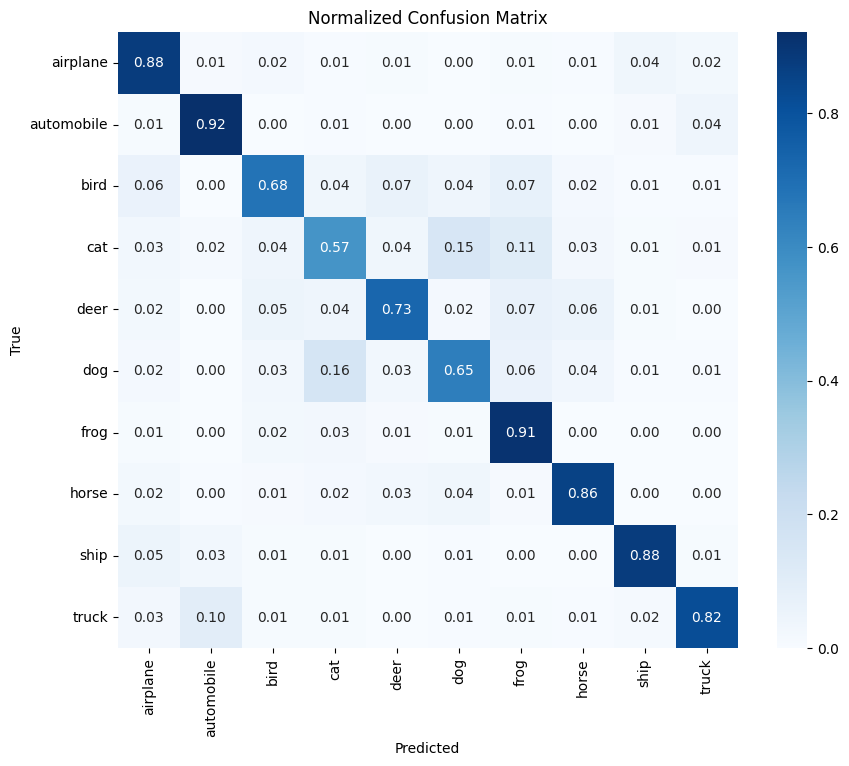 Normalized Confusion Matrix
True
airplane 0.88 0.01 0.02 0.01 0.01 0.00 0.01 0.01 0.04 0.02
automobile 0.01 0.92 0.00 0.01 0.00 0.00 0.01 0.00 0.01 0.04
bird 0.06 0.00 0.68 0.04 0.07 0.04 0.07 0.02 0.01 0.01
cat 0.03 0.02 0.04 0.57 0.04 0.15 0.11 0.03 0.01 0.01
deer 0.02 0.00 0.05 0.04 0.73 0.02 0.07 0.06 0.01 0.00
dog 0.02 0.00 0.03 0.16 0.03 0.65 0.06 0.04 0.01 0.01
frog 0.01 0.00 0.02 0.03 0.01 0.01 0.91 0.00 0.00 0.00
horse 0.02 0.00 0.01 0.02 0.03 0.04 0.01 0.86 0.00 0.00
ship 0.05 0.03 0.01 0.01 0.00 0.01 0.00 0.00 0.88 0.01
truck 0.03 0.10 0.01 0.01 0.00 0.01 0.01 0.01 0.02 0.82
airplane automobile bird cat deer dog frog horse ship truck
Predicted
0.8
0.6
0.4
0.2
0.0